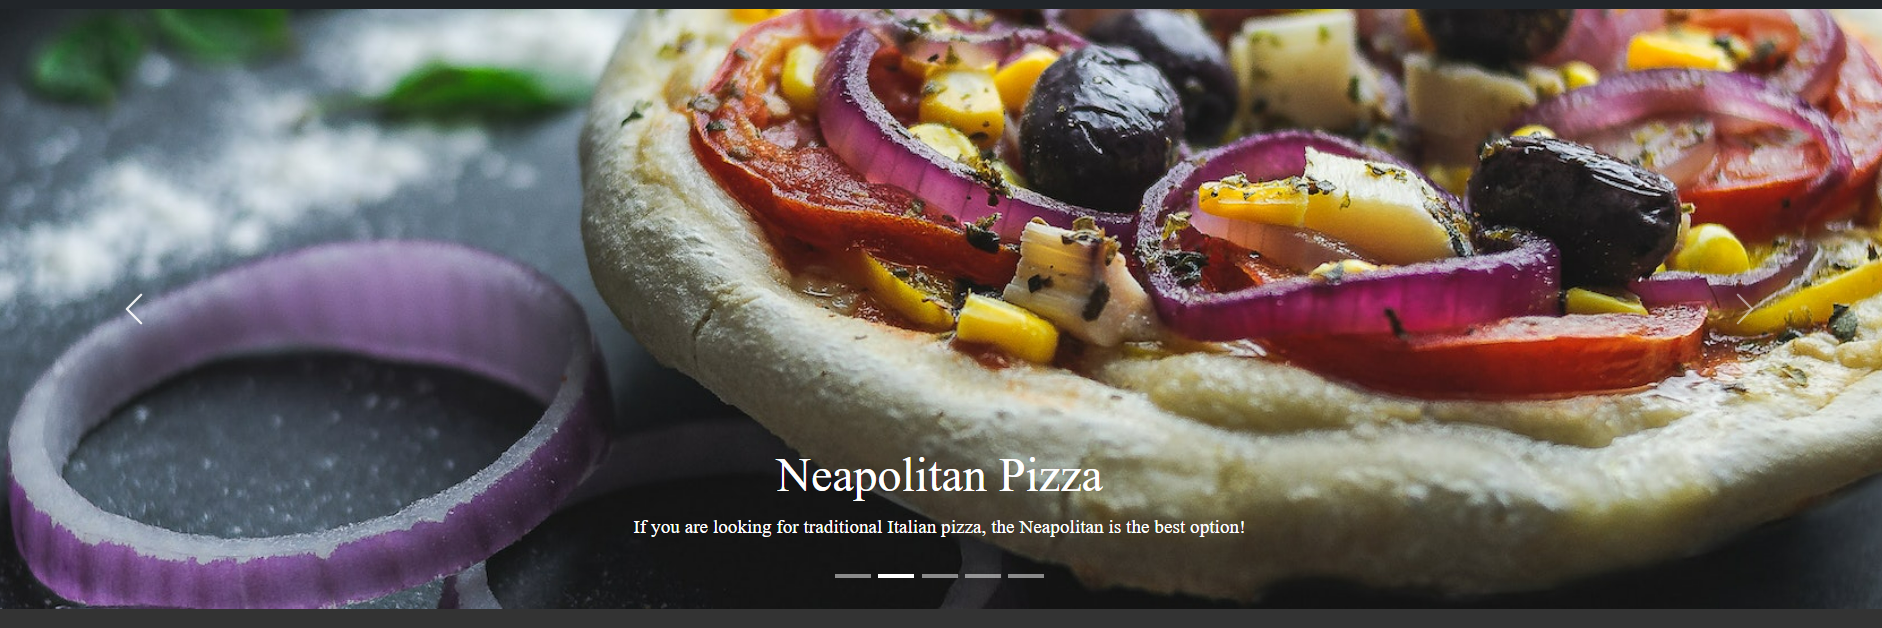 Neapolitan Pizza
If you are looking for traditional Italian pizza, the Neapolitan is the best option!